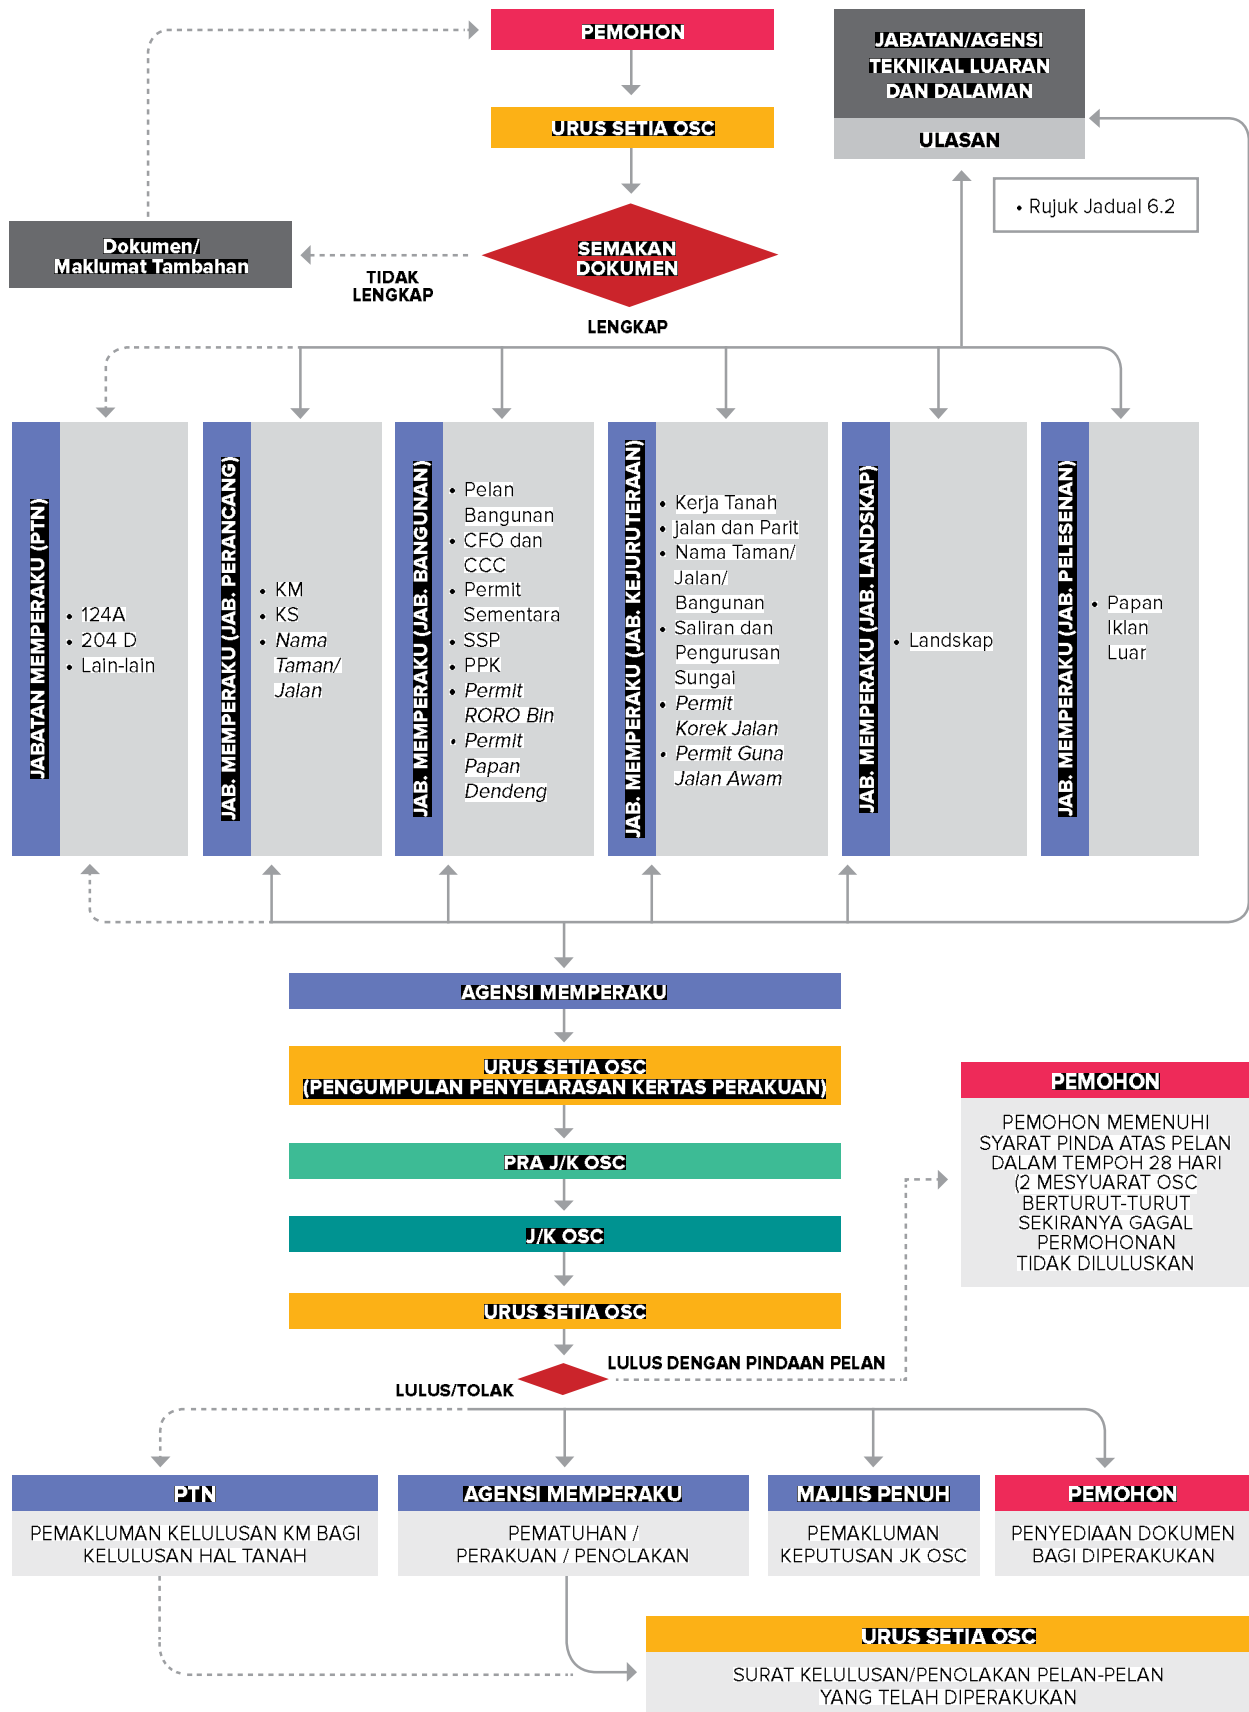 PEMOHON
URUS SETIA OSC
JABATAN/AGENSI
TEKNIKAL LUARAN
DAN DALAMAN
ULASAN
• Rujuk Jadual 6.2
SEMAKAN
DOKUMEN
Dokumen/
Maklumat Tambahan
TIDAK
LENGKAP
LENGKAP
JABATAN MEMPERAKU (PTN)
• 124A
• 204 D
• Lain-lain
JAB. MEMPERAKU (JAB. PERANCANG)
• KM
• KS
• Nama
Taman/
Jalan
JAB. MEMPERAKU (JAB. BANGUNAN)
• Pelan
Bangunan
• CFO dan
CCC
• Permit
Sementara
• SSP
• PPK
• Permit
RORO Bin
• Permit
Papan
Dendeng
JAB. MEMPERAKU (JAB. KEJURUTERAAN)
• Kerja Tanah
• jalan dan Parit
• Nama Taman/
Jalan/
Bangunan
• Saliran dan
Pengurusan
Sungai
• Permit
Korek Jalan
• Permit Guna
Jalan Awam
JAB. MEMPERAKU (JAB. LANDSKAP)
• Landskap
JAB. MEMPERAKU (JAB. PELESENAN)
• Papan
Iklan
Luar
AGENSI MEMPERAKU
URUS SETIA OSC
(PENGUMPULAN PENYELARASAN KERTAS PERAKUAN)
PRA J/K OSC
J/K OSC
URUS SETIA OSC
PEMOHON
PEMOHON MEMENUHI
SYARAT PINDA ATAS PELAN
DALAM TEMPOH 28 HARI
(2 MESYUARAT OSC
BERTURUT-TURUT
SEKIRANYA GAGAL
PERMOHONAN
TIDAK DILULUSKAN
LULUS DENGAN PINDAAN PELAN
LULUS/TOLAK
PTN
PEMAKLUMAN KELULUSAN KM BAGI
KELULUSAN HAL TANAH
AGENSI MEMPERAKU
PEMATUHAN /
PERAKUAN / PENOLAKAN
MAJLIS PENUH
PEMAKLUMAN
KEPUTUSAN JK OSC
PEMOHON
PENYEDIAAN DOKUMEN
BAGI DIPERAKUKAN
URUS SETIA OSC
SURAT KELULUSAN/PENOLAKAN PELAN-PELAN
YANG TELAH DIPERAKUKAN